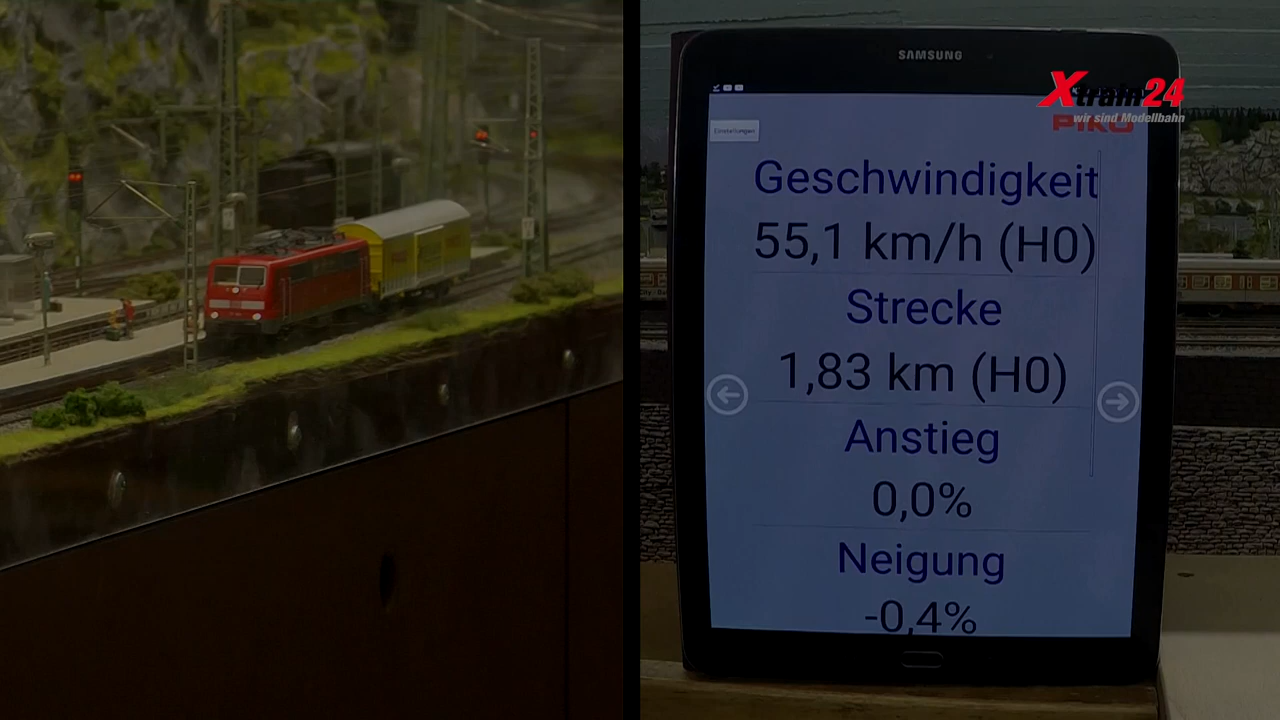 SAMSUNG
Xtrain24
wir sind Modellbahn
PIKO
Einstellungen
Geschwindigkeit
55,1 km/h (H0)
Strecke
1,83 km (H0)
Anstieg
0,0%
Neigung
-0,4%